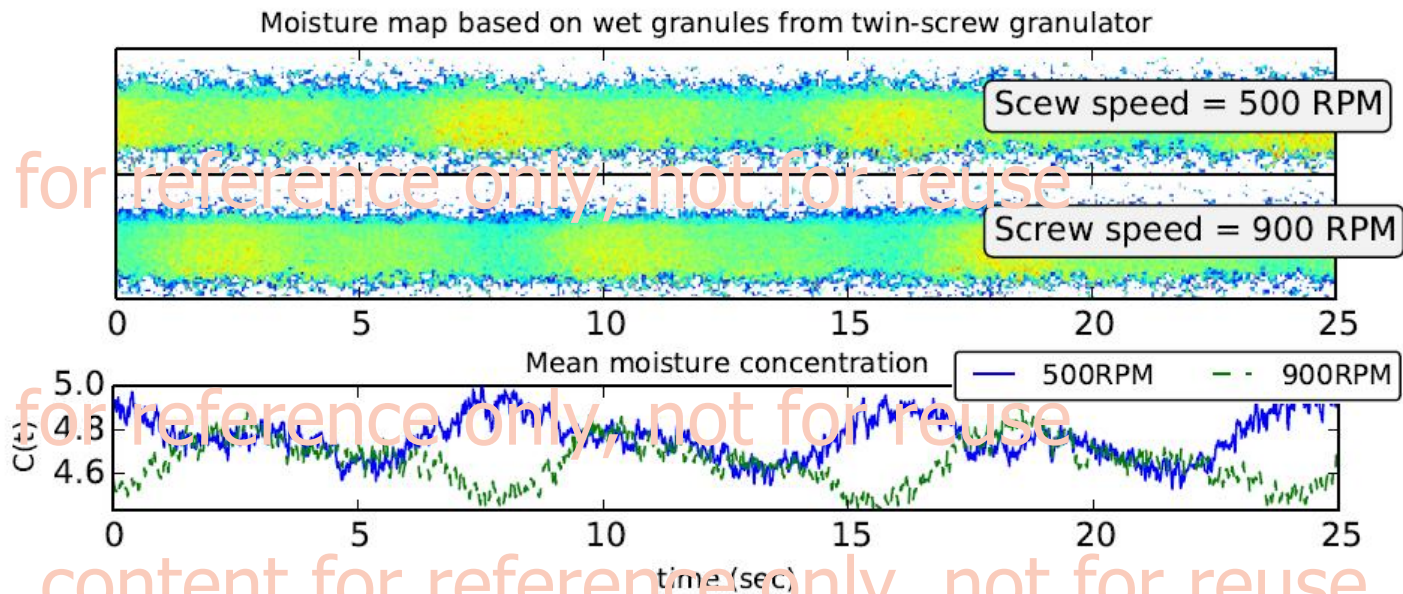 Moisture map based on wet granules from twin-screw granulator
Scew speed = 500 RPM
for reference only, not for reuse
Screw speed = 900 RPM
0 5 10 15 20 25
Mean moisture concentration
500RPM 900RPM
5.0
for reference only, not for reuse
4.8
C(t)
4.6
0 5 10 15 20 25
time (sec)
content for reference only, not for reuse